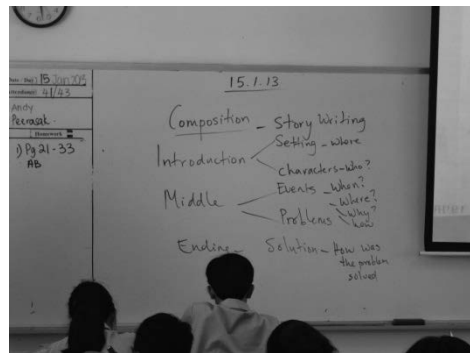 Date/Day: 15 Jan 2013
Attendance: 41/43
Andy
Peerasak.
Homework
1) Pg 21-33
AB
15.1.13
Composition - Story Writing
Introduction
Setting - Where
characters - Who?
Middle
Events - When?
Where?
Problems
Why?
how
Ending - Solution - How was
the problem
solved